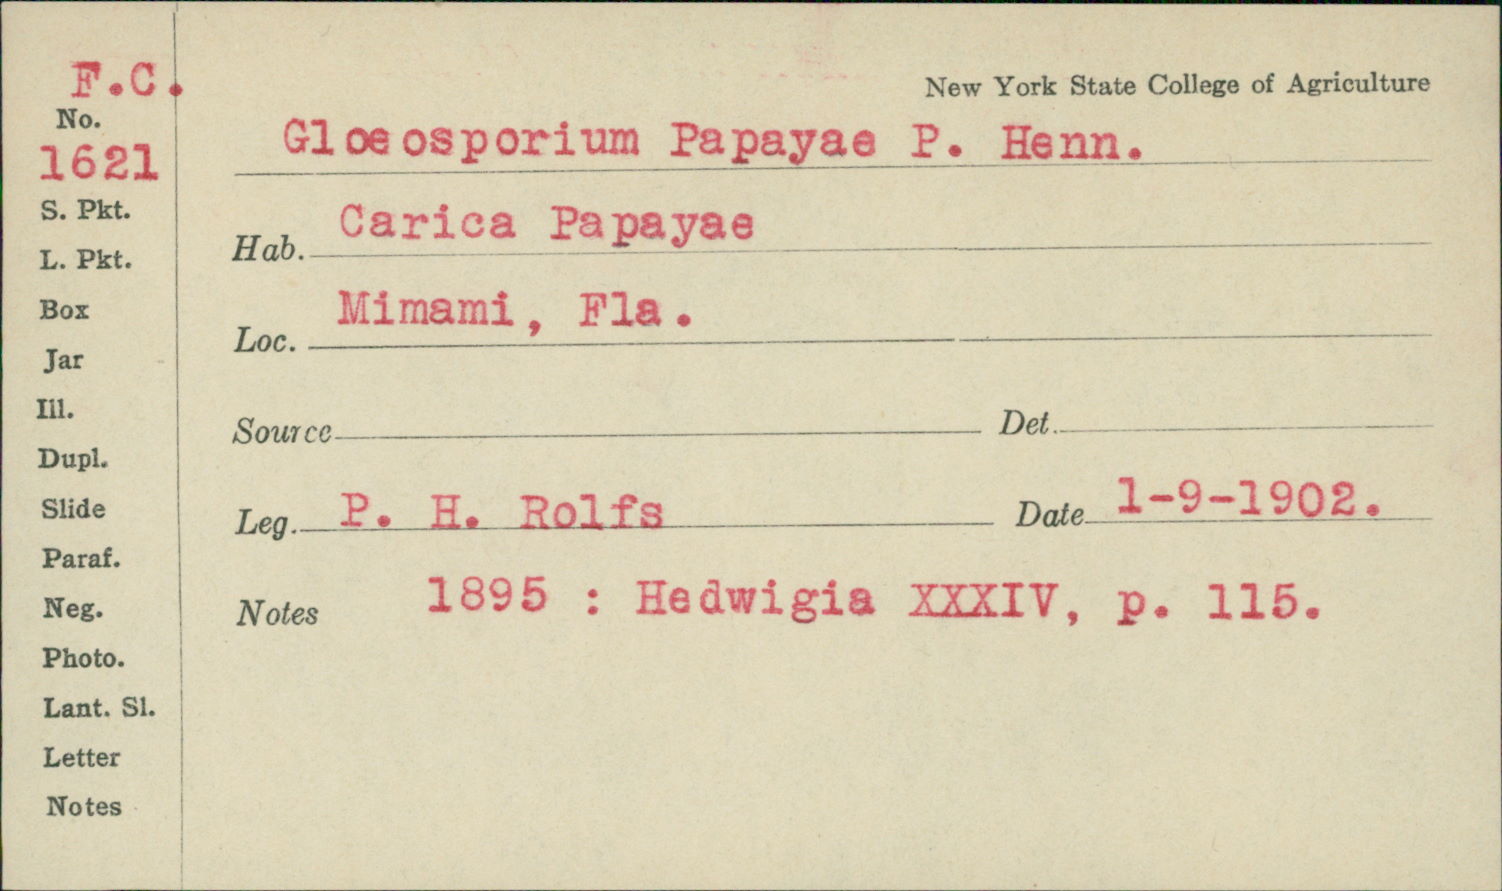 F.C.
New York State College of Agriculture
No.
1621
Gloeosporium Papayae P. Henn.
S. Pkt.
Hab. Carica Papayae
L. Pkt.
Box
Loc. Mimami, Fla.
Jar
Ill.
Source Det.
Dupl.
Slide
Leg. P. H. Rolfs Date 1-9-1902.
Paraf.
Neg.
Notes 1895 : Hedwigia XXXIV, p. 115.
Photo.
Lant. Sl.
Letter
Notes